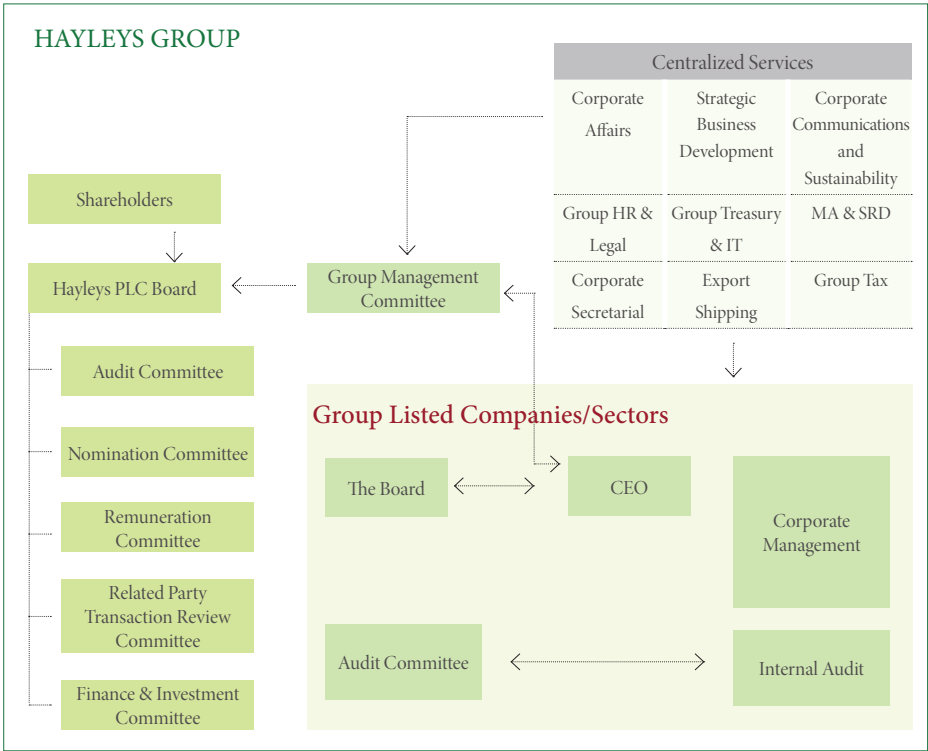 HAYLEYS GROUP
Centralized Services
Corporate
Affairs
Strategic
Business
Development
Corporate
Communications
and
Sustainability
Group HR &
Legal
Group Treasury
& IT
MA & SRD
Corporate
Secretarial
Export
Shipping
Group Tax
Shareholders
Hayleys PLC Board
Group Management
Committee
Audit Committee
Nomination Committee
Remuneration
Committee
Related Party
Transaction Review
Committee
Finance & Investment
Committee
Group Listed Companies/Sectors
The Board
CEO
Corporate
Management
Audit Committee
Internal Audit